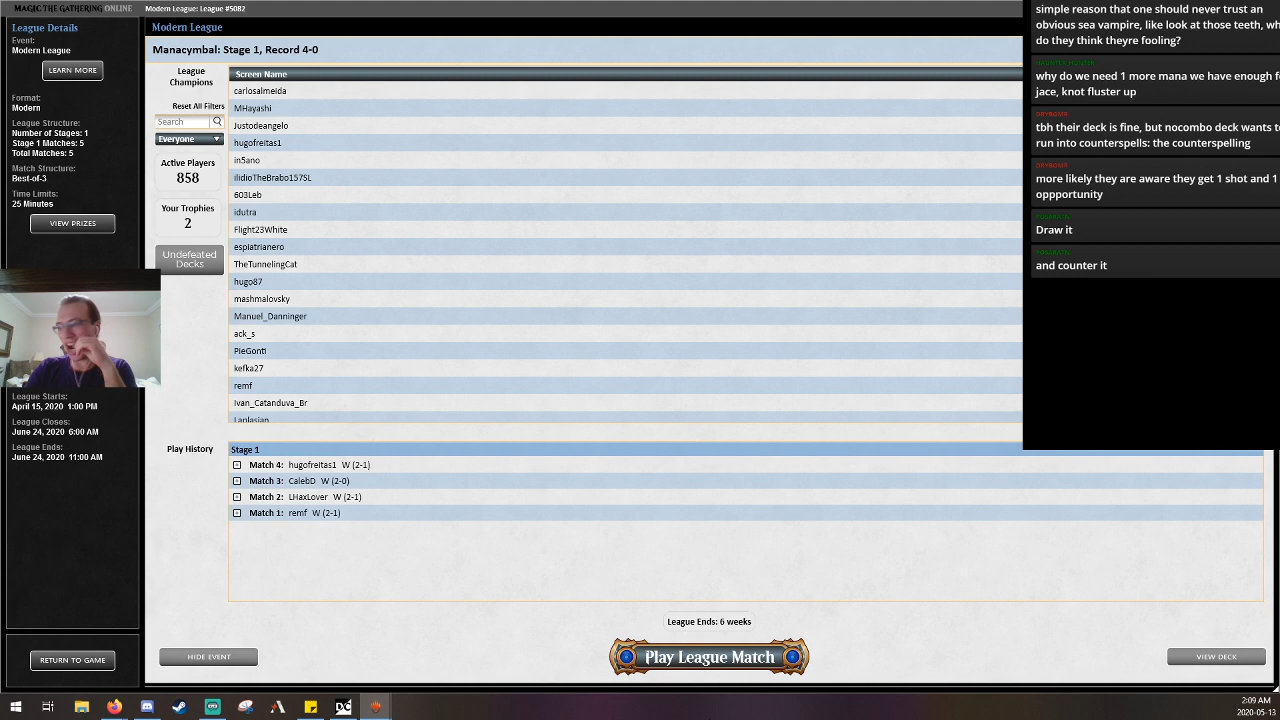 MAGIC THE GATHERING ONLINE
Modern League: League #5082
League Details
Event:
Modern League
LEARN MORE
Format:
Modern
League Structure:
Number of Stages: 1
Stage 1 Matches: 5
Total Matches: 5
Match Structure:
Best-of-3
Time Limits:
25 Minutes
VIEW PRIZES
League Starts:
April 15, 2020 1:00 PM
League Closes:
June 24, 2020 6:00 AM
League Ends:
June 24, 2020 11:00 AM
RETURN TO GAME
Modern League
Manacymbal: Stage 1, Record 4-0
League
Champions
Reset All Filters
Search
Everyone
Active Players
858
Your Trophies
2
Undefeated
Decks
Screen Name
carlosalmeida
MHayashi
Justodeangelo
hugofreitas1
in5ano
ilidioTheBrabo157SL
603Leb
idutra
Flight23White
espiatrianero
TheTunnelingCat
hugo87
mashmalovsky
Manuel_Danninger
ack_s
PieGonti
kefka27
remf
Ivan_Catanduva_Br
Laplasjan
Play History
Stage 1
Match 4: hugofreitas1 W (2-1)
Match 3: CalebD W (2-0)
Match 2: LHaxLover W (2-1)
Match 1: remf W (2-1)
League Ends: 6 weeks
HIDE EVENT
Play League Match
VIEW DECK
simple reason that one should never trust an
obvious sea vampire, like look at those teeth,
do they think theyre fooling?
HAUNTER_HUNTER
why do we need 1 more mana we have enough
jace, knot fluster up
DRYBOMB
tbh their deck is fine, but nocombo deck wants
run into counterspells: the counterspelling
DRYBOMB
more likely they are aware they get 1 shot and 1
oppportunity
Draw it
and counter it
2:09 AM
2020-05-13